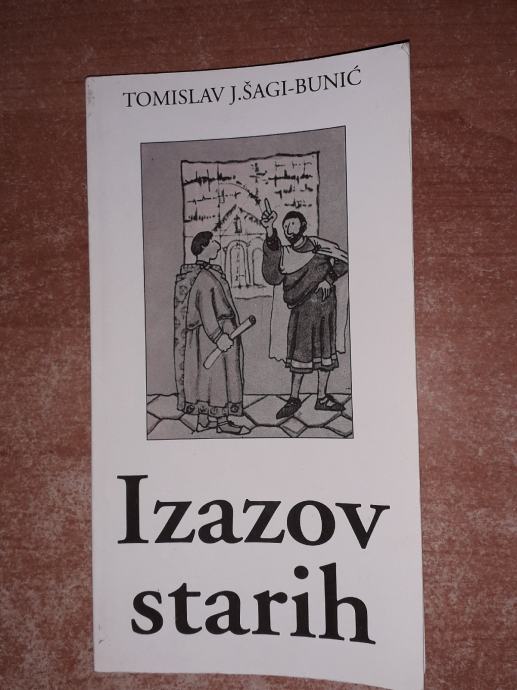 TOMISLAV J.ŠAGI-BUNIĆ
Izazov
starih